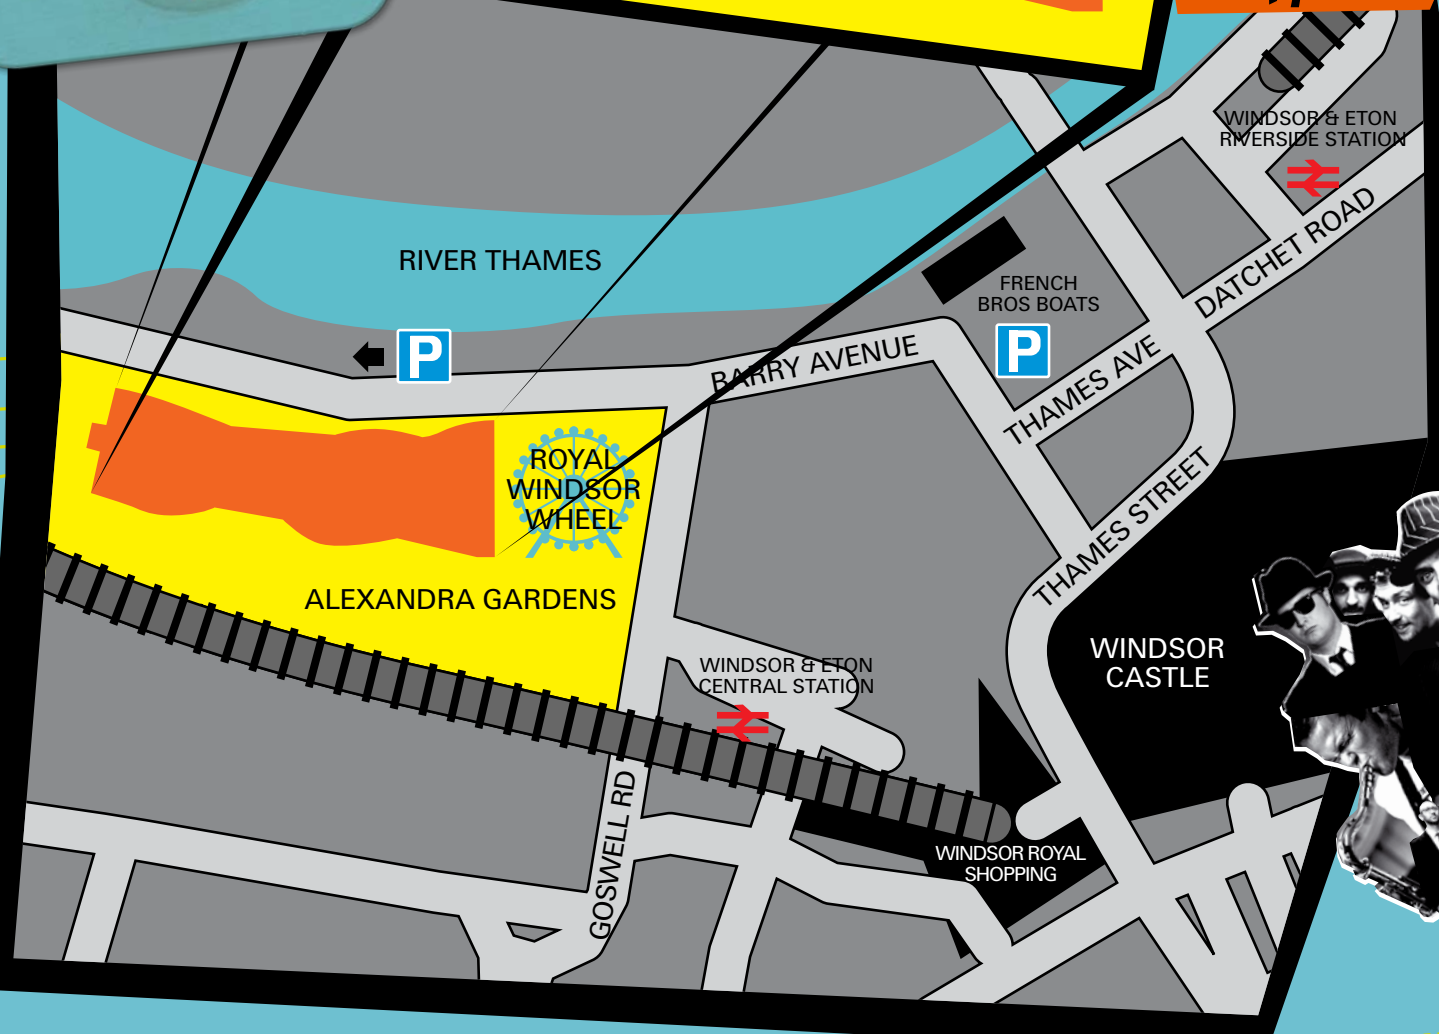 WINDSOR & ETON
RIVERSIDE STATION
DATCHET ROAD
RIVER THAMES
FRENCH
BROS BOATS
P
P
BARRY AVENUE
THAMES AVE
THAMES STREET
ROYAL
WINDSOR
WHEEL
ALEXANDRA GARDENS
WINDSOR
CASTLE
WINDSOR & ETON
CENTRAL STATION
GOSWELL RD
WINDSOR ROYAL
SHOPPING